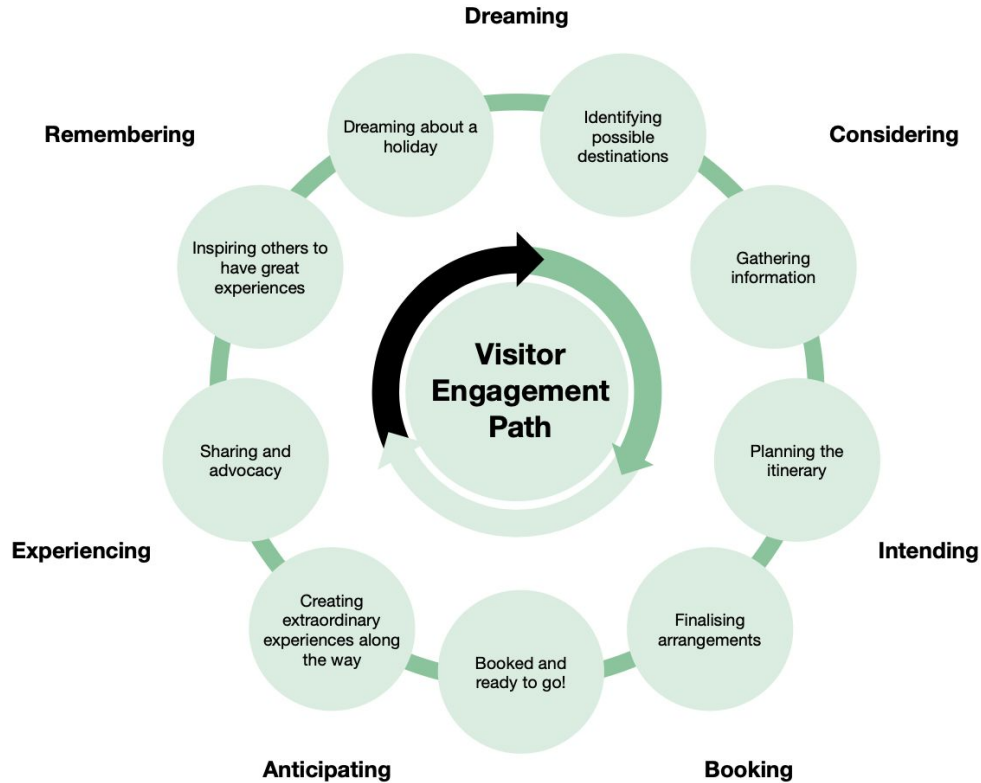 Dreaming
Dreaming about a
holiday
Identifying
possible
destinations
Remembering
Considering
Inspiring others to
have great
experiences
Gathering
information
Visitor
Engagement
Path
Sharing and
advocacy
Planning the
itinerary
Experiencing
Intending
Creating
extraordinary
experiences along
the way
Finalising
arrangements
Booked and
ready to go!
Anticipating
Booking